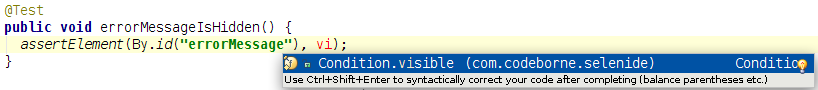 @Test
public void errorMessageIsHidden() {
assertElement(By.id("errorMessage"), vi);
}
Condition.visible (com.codeborne.selenide) Conditio
Use Ctrl+Shift+Enter to syntactically correct your code after completing (balance parentheses etc.)